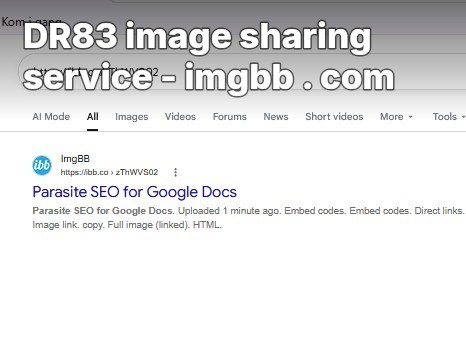 Kom i gang
DR83 image sharing
service - imgbb . com
AI Mode All Images Videos Forums News Short videos More Tools
ibb ImgBB
https://ibb.co › zThWVS02
Parasite SEO for Google Docs
Parasite SEO for Google Docs. Uploaded 1 minute ago. Embed codes. Embed codes. Direct links.
Image link. copy. Full image (linked). HTML.